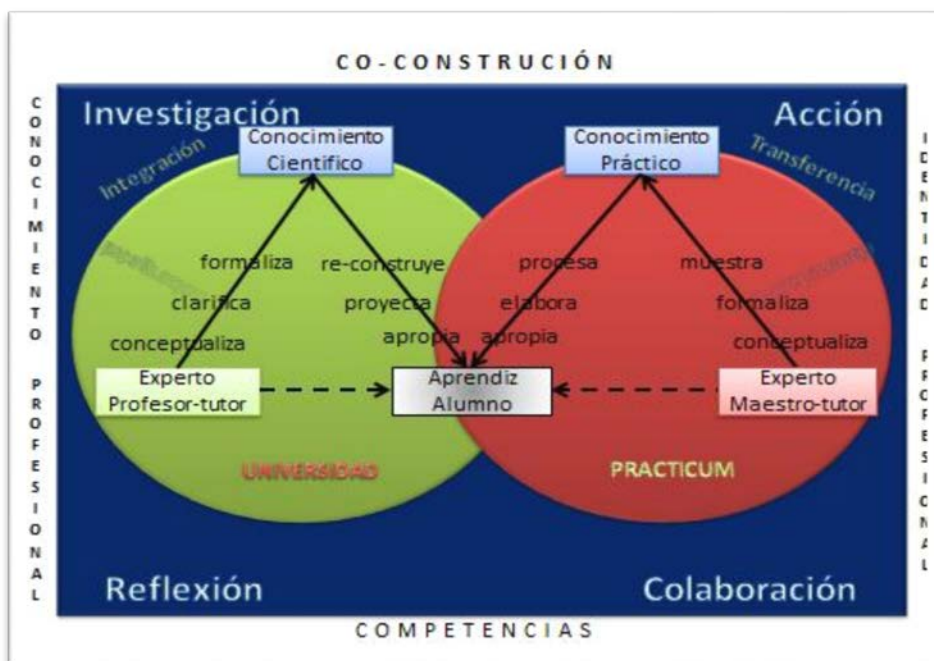 CO-CONSTRUCIÓN
CONOCIMIENTO PROFESIONAL
IDENTIDAD PROFESIONAL
Investigación
Acción
Integración
Transferencia
Conocimiento
Científico
Conocimiento
Práctico
formaliza
re-construye
procesa
muestra
clarifica
proyecta
elabora
formaliza
conceptualiza
apropia
apropia
conceptualiza
Experto
Profesor-tutor
Aprendiz
Alumno
Experto
Maestro-tutor
UNIVERSIDAD
PRACTICUM
Reflexión
Colaboración
COMPETENCIAS